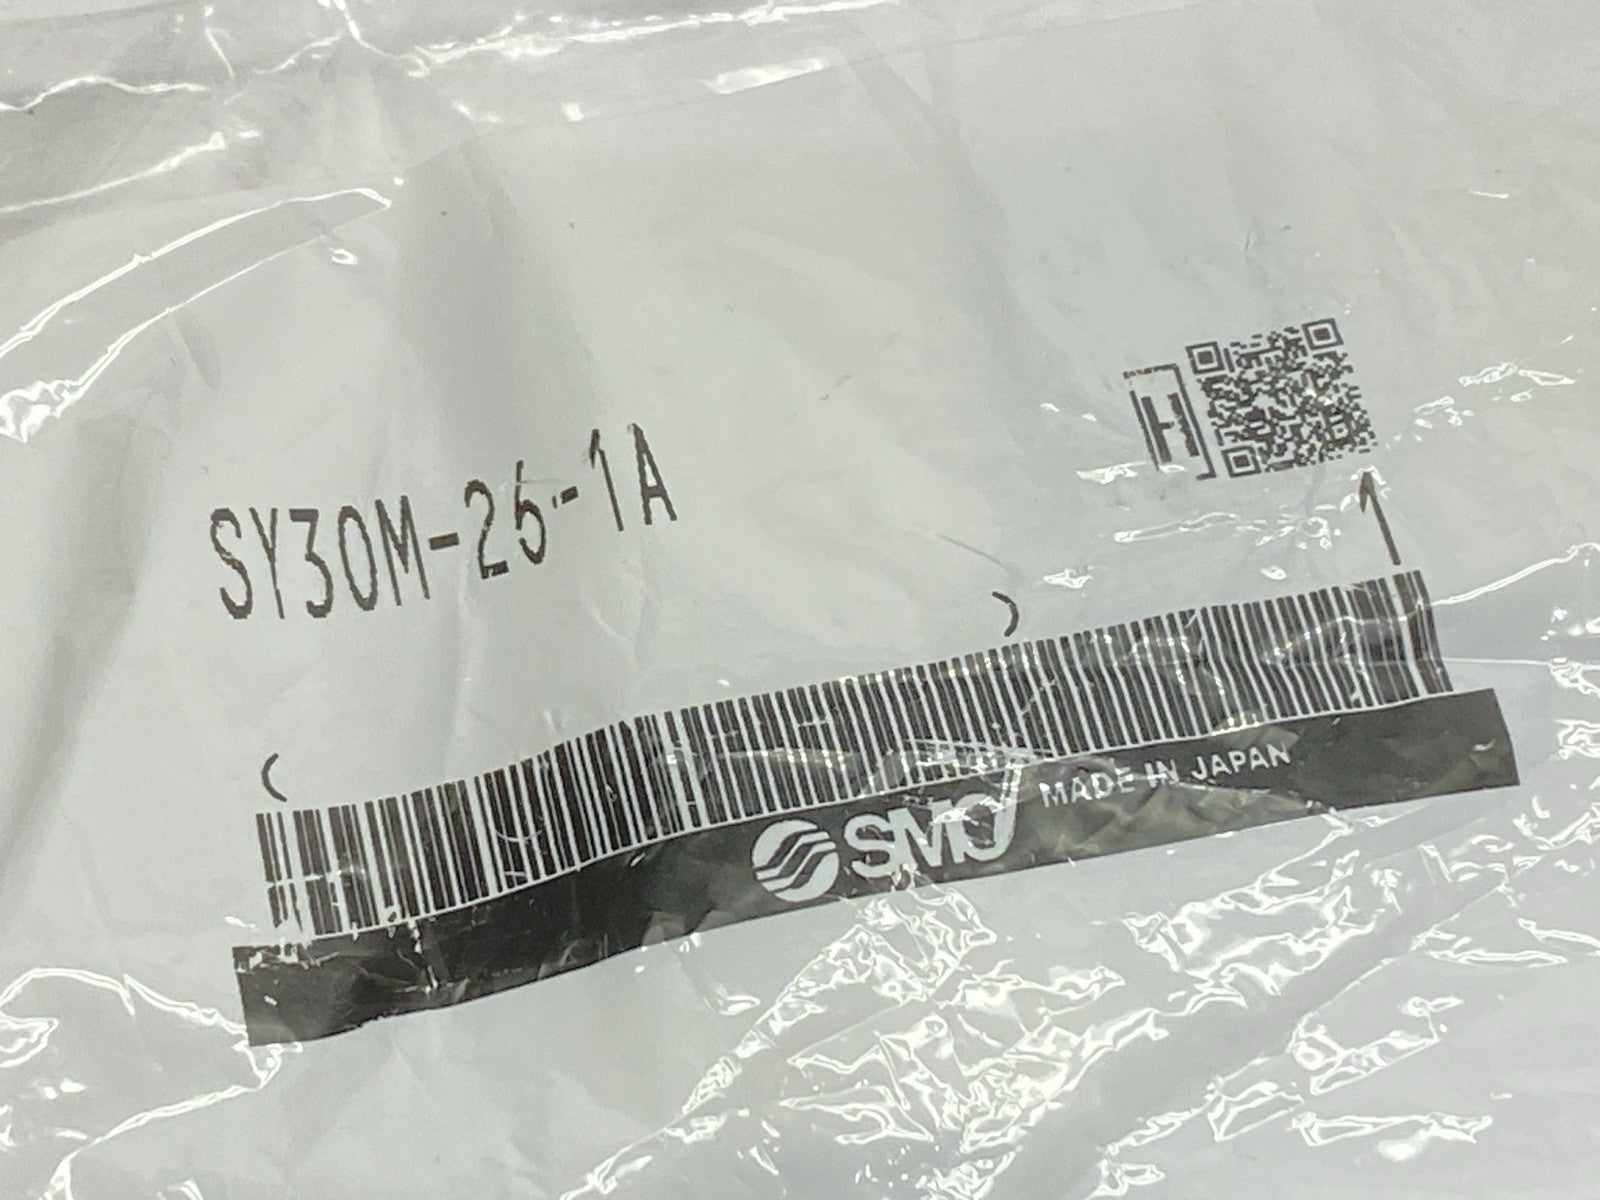 SY30M-26-1A
H
1
( )
SMC MADE IN JAPAN